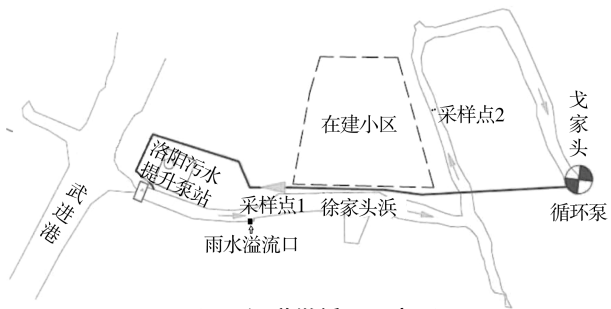 在建小区
采样点2
戈家头
洛阳污水
提升泵站
武进港
采样点1
徐家头浜
循环泵
雨水溢流口